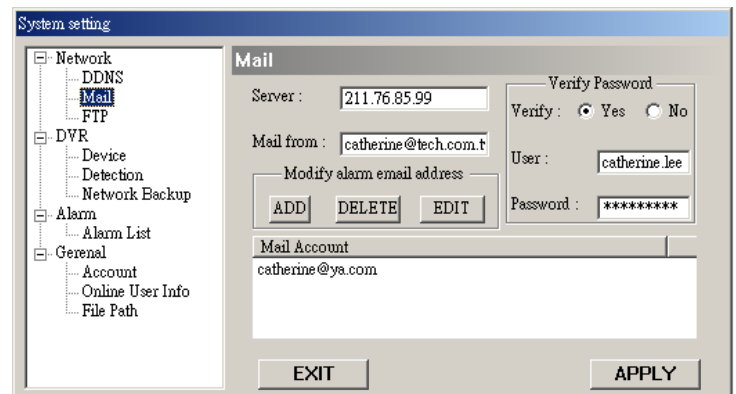 System setting
Network
DDNS
Mail
FTP
DVR
Device
Detection
Network Backup
Alarm
Alarm List
Gerenal
Account
Online User Info
File Path
Mail
Server :
211.76.85.99
Mail from :
catherine@tech.com.t
Modify alarm email address
ADD
DELETE
EDIT
Verify Password
Verify :
Yes
No
User :
catherine.lee
Password :
*********
Mail Account
catherine@ya.com
EXIT
APPLY